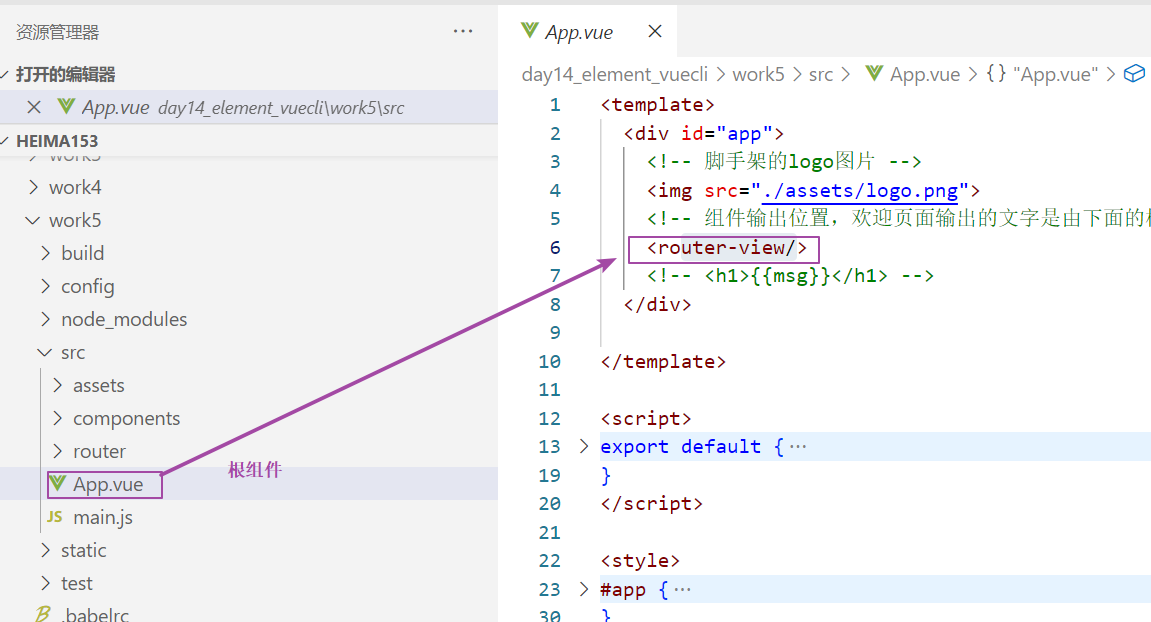 资源管理器
···
打开的编辑器
App.vue day14_element_vuecli\work5\src
HEIMA153
work3
work4
work5
build
config
node_modules
src
assets
components
router
App.vue
根组件
JS main.js
static
test
.babelrc
App.vue
day14_element_vuecli > work5 > src > App.vue > {} "App.vue" >
1 <template>
2 <div id="app">
3 <!-- 脚手架的logo图片 -->
4 <img src="./assets/logo.png">
5 <!-- 组件输出位置，欢迎页面输出的文字是由下面的
6 <router-view/>
7 <!-- <h1>{{msg}}</h1> -->
8 </div>
9
10 </template>
11
12 <script>
13 export default {···
19 }
20 </script>
21
22 <style>
23 #app {···
30 }